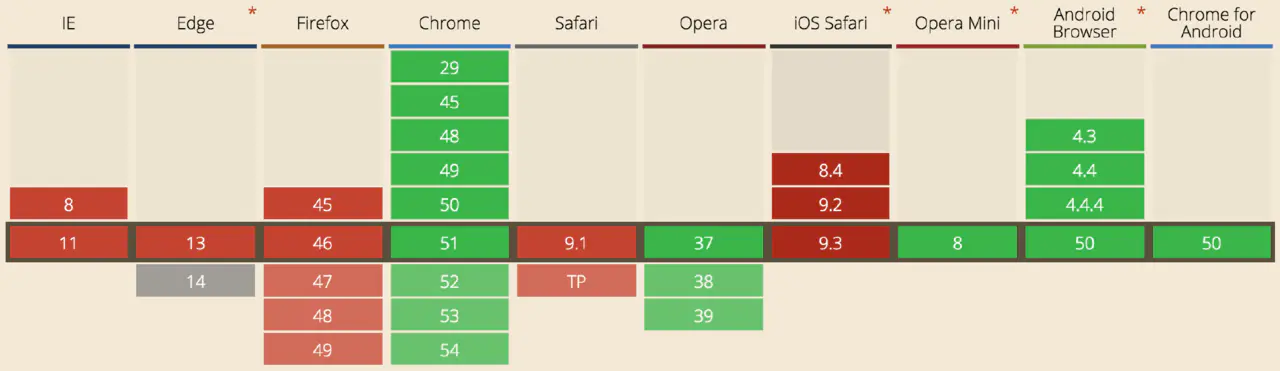 IE Edge * Firefox Chrome Safari Opera iOS Safari * Opera Mini * Android Browser * Chrome for Android
29
45
48 4.3
49 8.4 4.4
8 45 50 9.2 4.4.4
11 13 46 51 9.1 37 9.3 8 50 50
14 47 52 TP 38
48 53 39
49 54